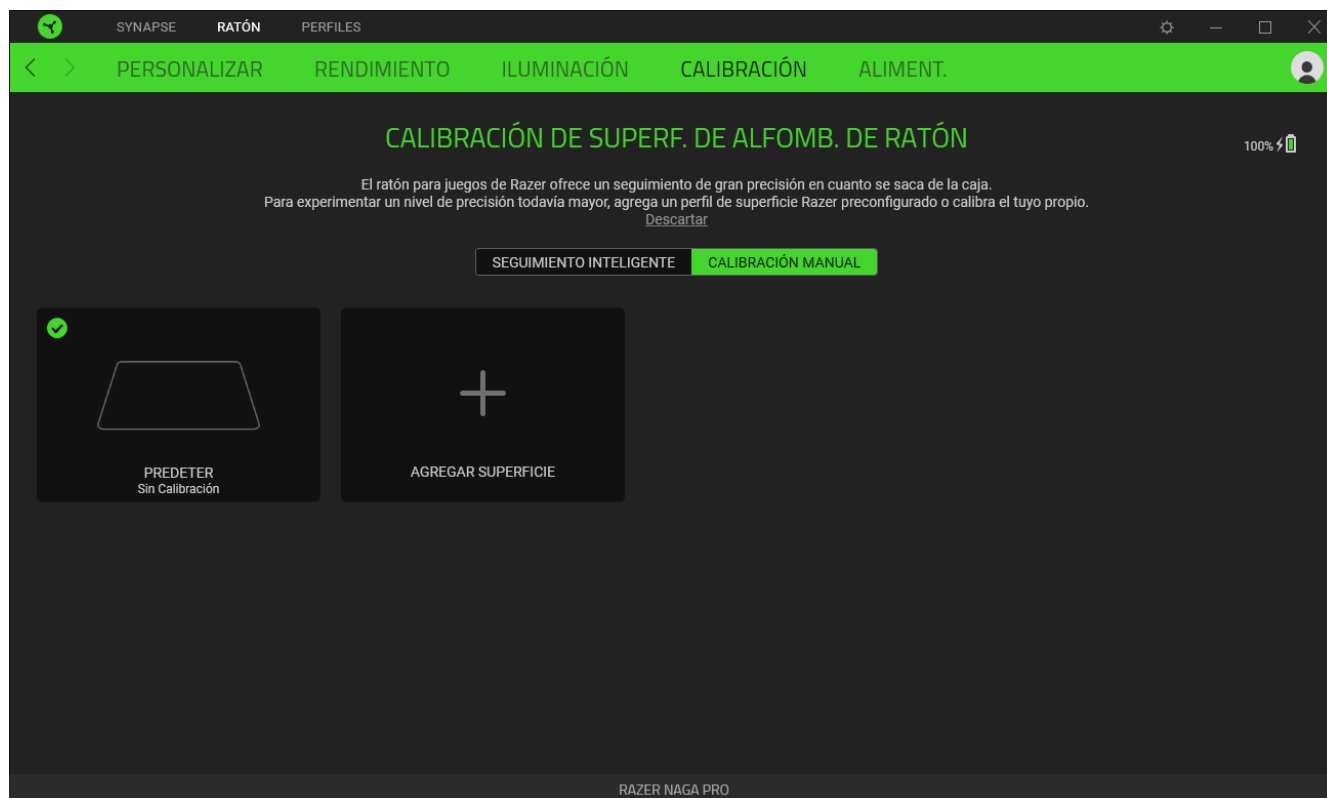 SYNAPSE RATÓN PERFILES
PERSONALIZAR RENDIMIENTO ILUMINACIÓN CALIBRACIÓN ALIMENT.
CALIBRACIÓN DE SUPERF. DE ALFOMB. DE RATÓN
100%
El ratón para juegos de Razer ofrece un seguimiento de gran precisión en cuanto se saca de la caja.
Para experimentar un nivel de precisión todavía mayor, agrega un perfil de superficie Razer preconfigurado o calibra el tuyo propio.
Descartar
SEGUIMIENTO INTELIGENTE CALIBRACIÓN MANUAL
PREDETER
Sin Calibración
AGREGAR SUPERFICIE
RAZER NAGA PRO